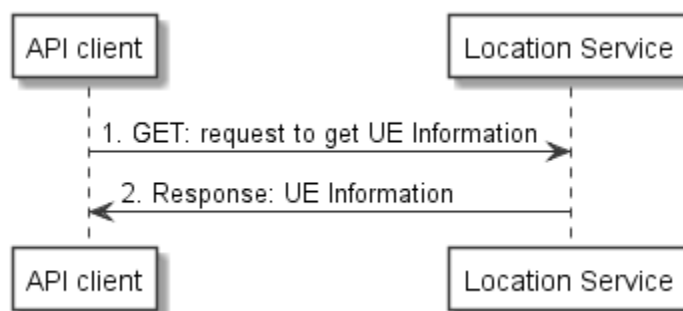 API client
Location Service
1. GET: request to get UE Information
2. Response: UE Information
API client
Location Service